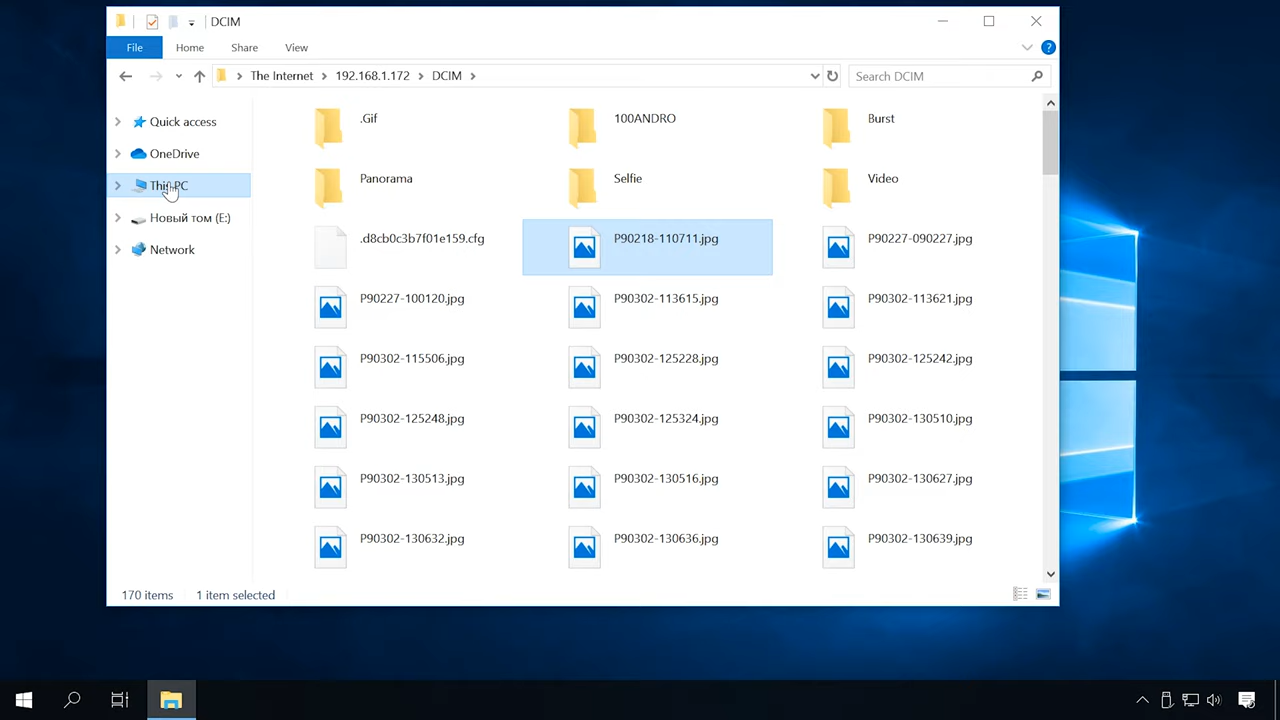 DCIM
File Home Share View
The Internet 192.168.1.172 DCIM Search DCIM
Quick access
OneDrive
This PC
Новый том (E:)
Network
.Gif 100ANDRO Burst
Panorama Selfie Video
.d8cb0c3b7f01e159.cfg P90218-110711.jpg P90227-090227.jpg
P90227-100120.jpg P90302-113615.jpg P90302-113621.jpg
P90302-115506.jpg P90302-125228.jpg P90302-125242.jpg
P90302-125248.jpg P90302-125324.jpg P90302-130510.jpg
P90302-130513.jpg P90302-130516.jpg P90302-130627.jpg
P90302-130632.jpg P90302-130636.jpg P90302-130639.jpg
170 items 1 item selected